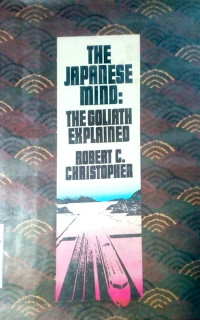 THE
JAPANESE
MIND:
THE GOLIATH
EXPLAINED
ROBERT C.
CHRISTOPHER